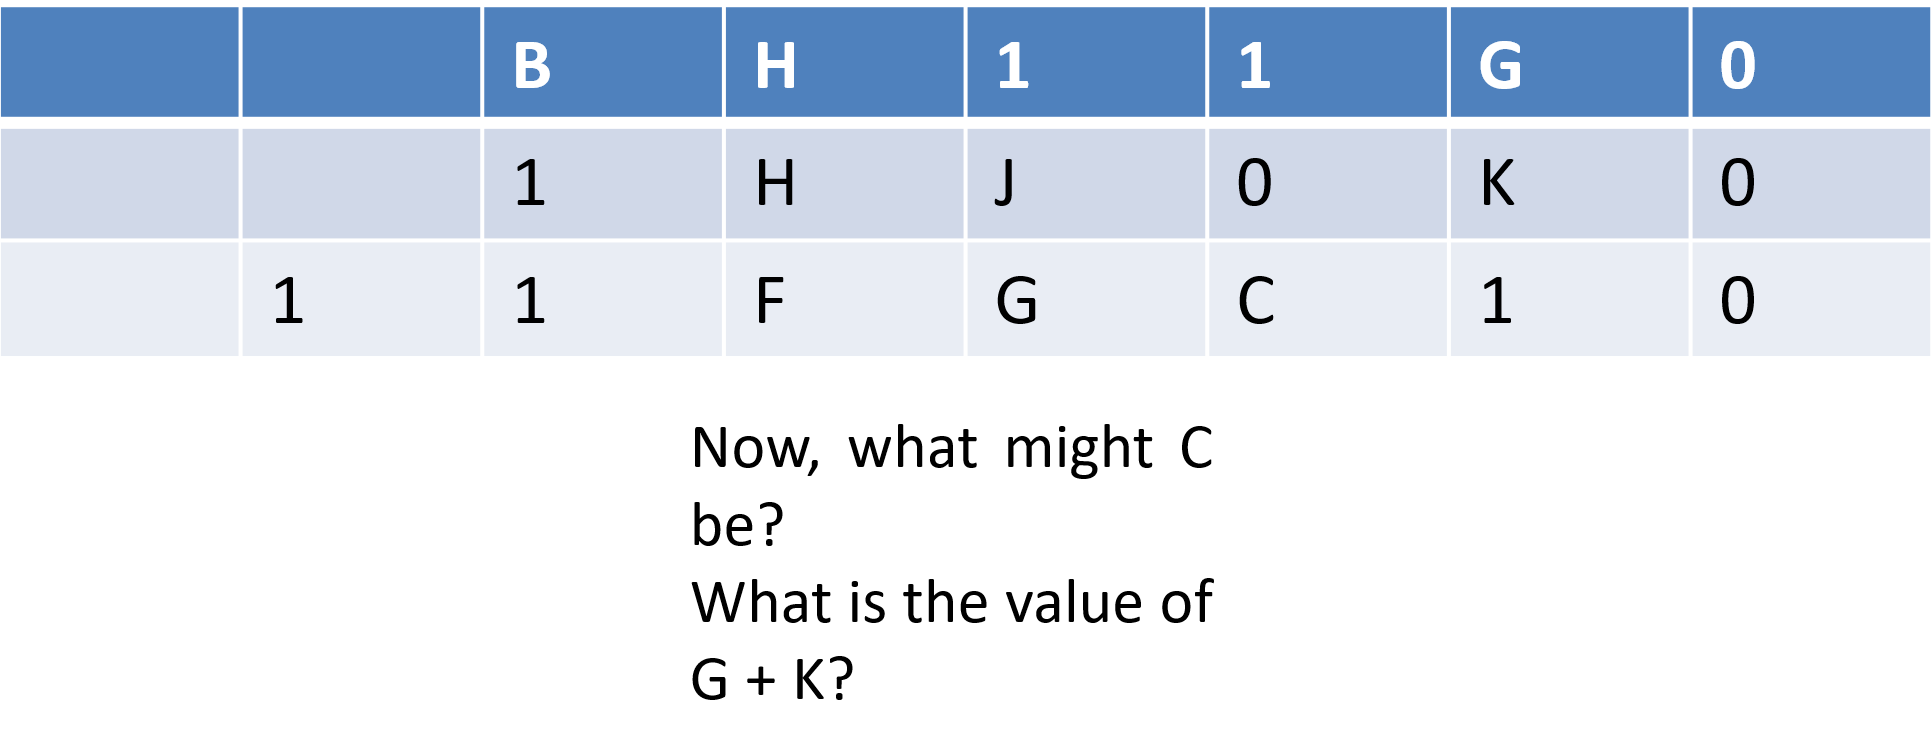 B H 1 1 G 0
1 H J 0 K 0
1 1 F G C 1 0
Now, what might C
be?
What is the value of
G + K?